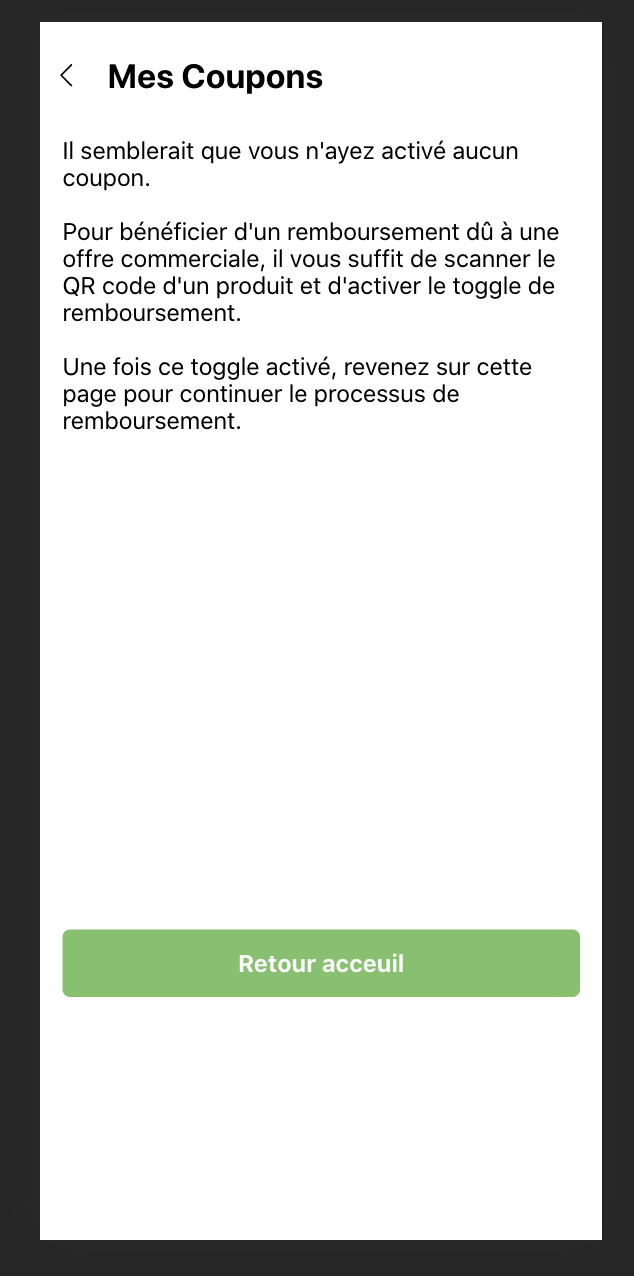 Mes Coupons
Il semblerait que vous n'ayez activé aucun
coupon.
Pour bénéficier d'un remboursement dû à une
offre commerciale, il vous suffit de scanner le
QR code d'un produit et d'activer le toggle de
remboursement.
Une fois ce toggle activé, revenez sur cette
page pour continuer le processus de
remboursement.
Retour acceuil